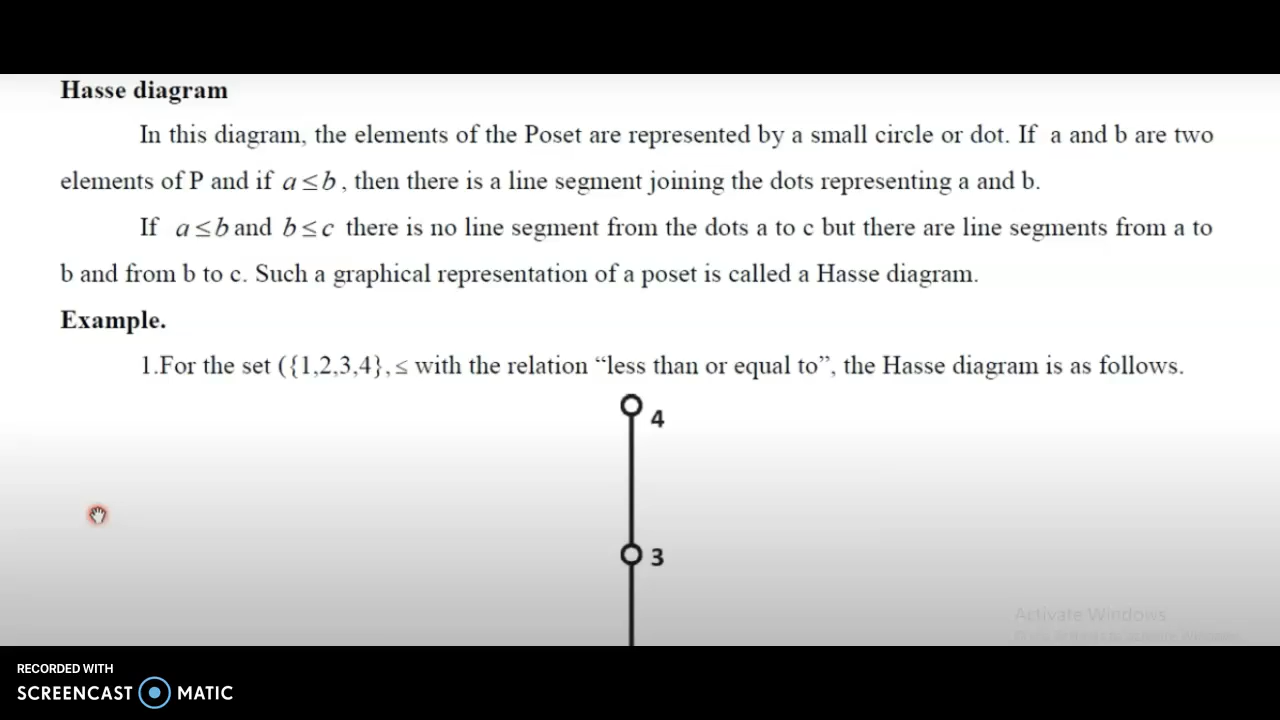 Hasse diagram
In this diagram, the elements of the Poset are represented by a small circle or dot. If a and b are two
elements of P and if a ≤ b, then there is a line segment joining the dots representing a and b.
If a ≤ b and b ≤ c there is no line segment from the dots a to c but there are line segments from a to
b and from b to c. Such a graphical representation of a poset is called a Hasse diagram.
Example.
1.For the set ({1,2,3,4}, ≤ with the relation “less than or equal to”, the Hasse diagram is as follows.
4
3
Activate Windows
RECORDED WITH
SCREENCAST MATIC